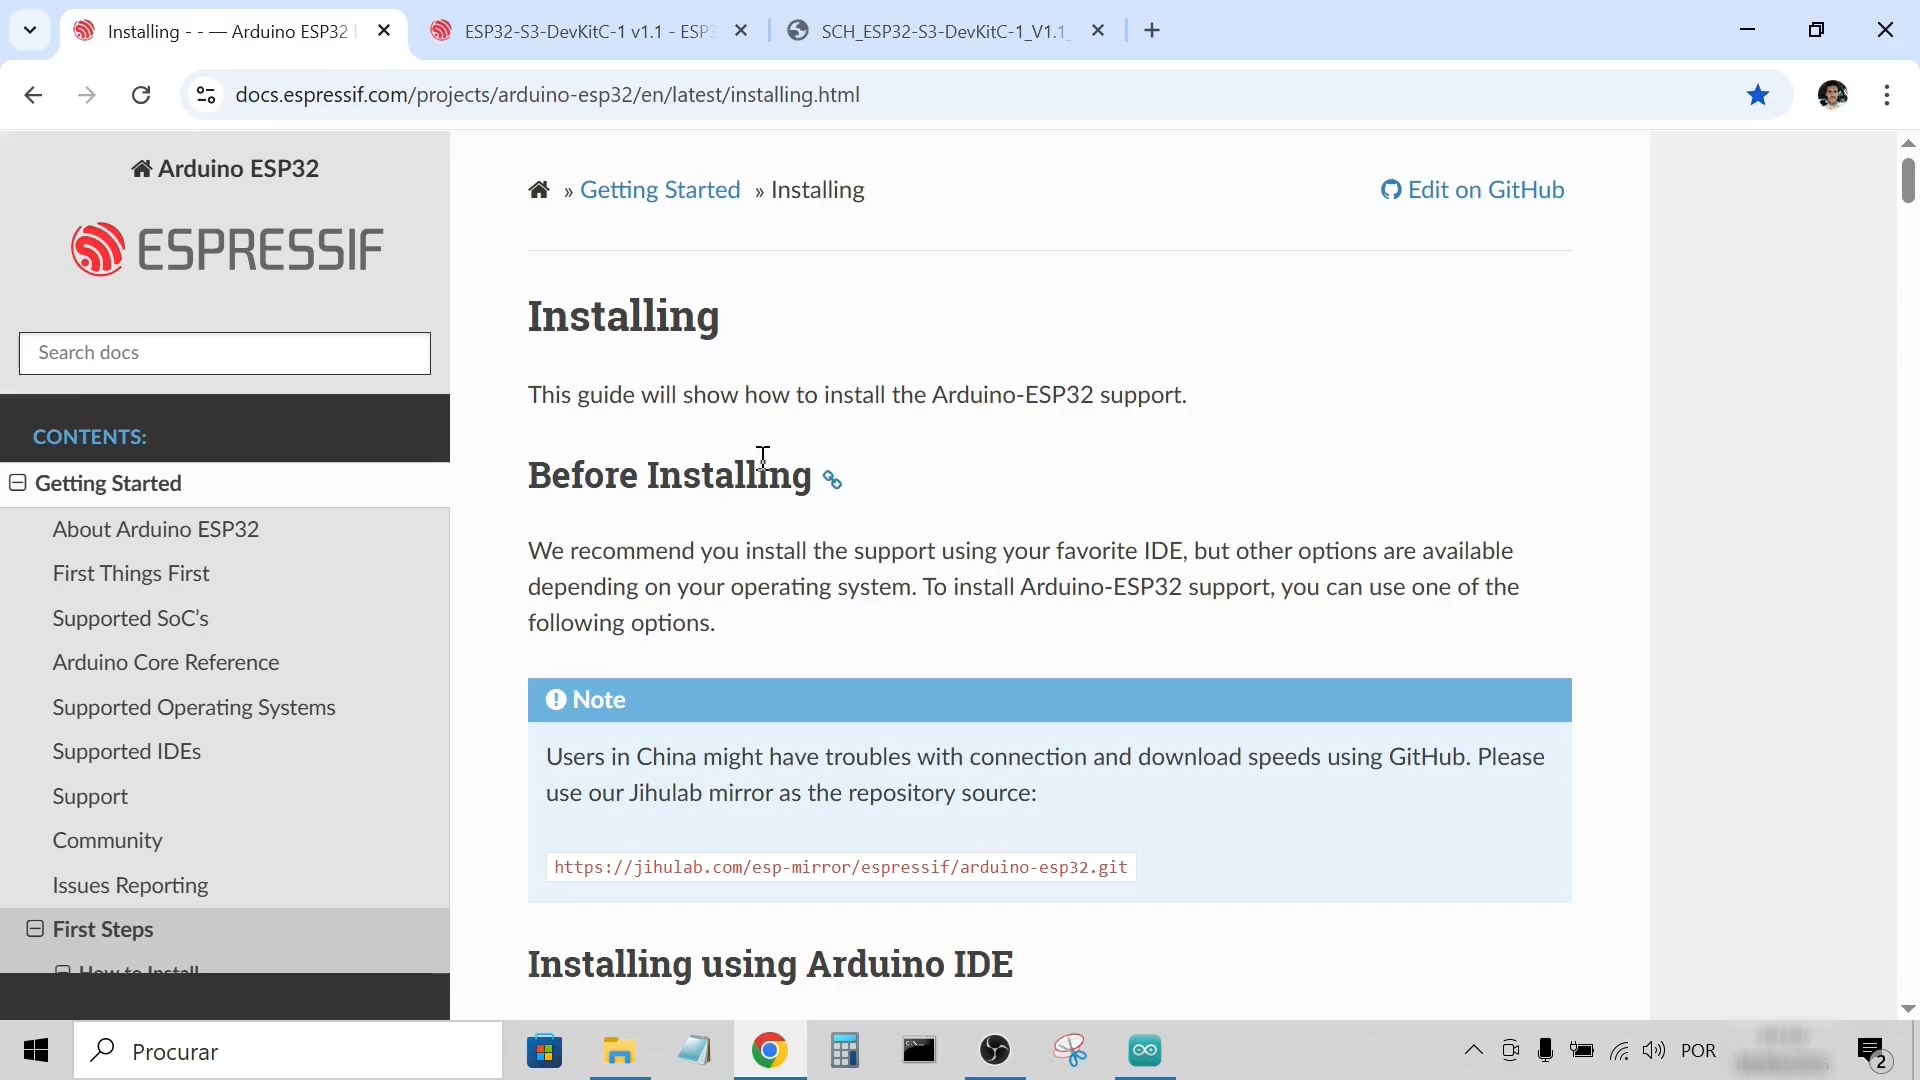 Installing - - — Arduino ESP32
ESP32-S3-DevKitC-1 v1.1 - ESP3
SCH_ESP32-S3-DevKitC-1_V1.1_
docs.espressif.com/projects/arduino-esp32/en/latest/installing.html
Arduino ESP32
ESPRESSIF
Search docs
CONTENTS:
Getting Started
About Arduino ESP32
First Things First
Supported SoC’s
Arduino Core Reference
Supported Operating Systems
Supported IDEs
Support
Community
Issues Reporting
First Steps
How to Install
» Getting Started » Installing
Edit on GitHub
Installing
This guide will show how to install the Arduino-ESP32 support.
Before Installing
We recommend you install the support using your favorite IDE, but other options are available
depending on your operating system. To install Arduino-ESP32 support, you can use one of the
following options.
Note
Users in China might have troubles with connection and download speeds using GitHub. Please
use our Jihulab mirror as the repository source:
https://jihulab.com/esp-mirror/espressif/arduino-esp32.git
Installing using Arduino IDE
Procurar
POR
2